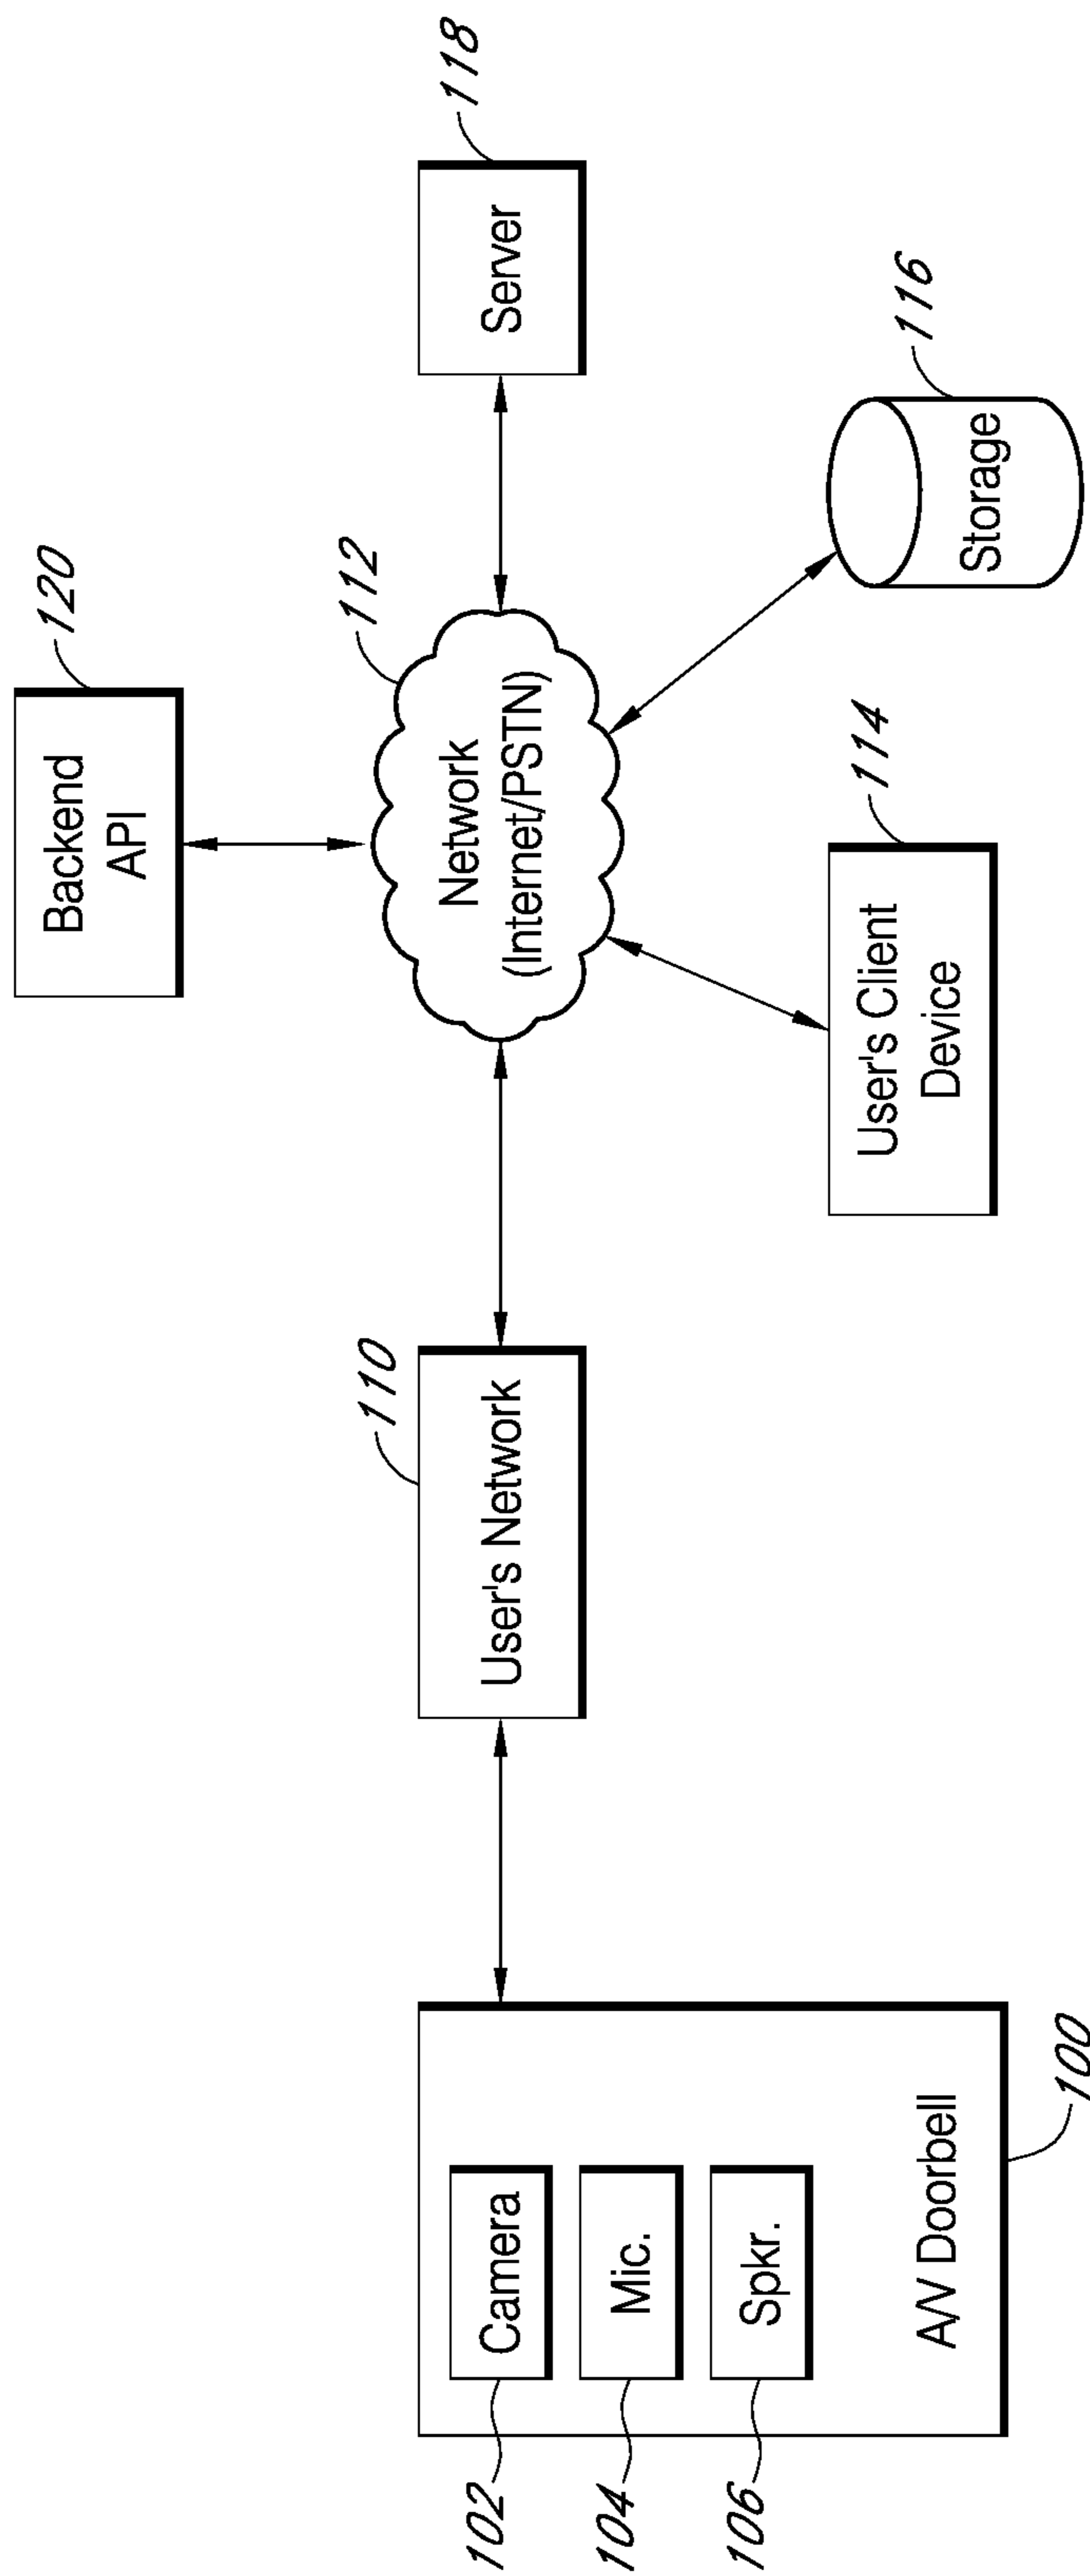 120
Backend
API
112
118
Network
(Internet/PSTN)
Server
110
User's Network
102
Camera
104
Mic.
106
Spkr.
A/V Doorbell
100
114
User's Client
Device
116
Storage